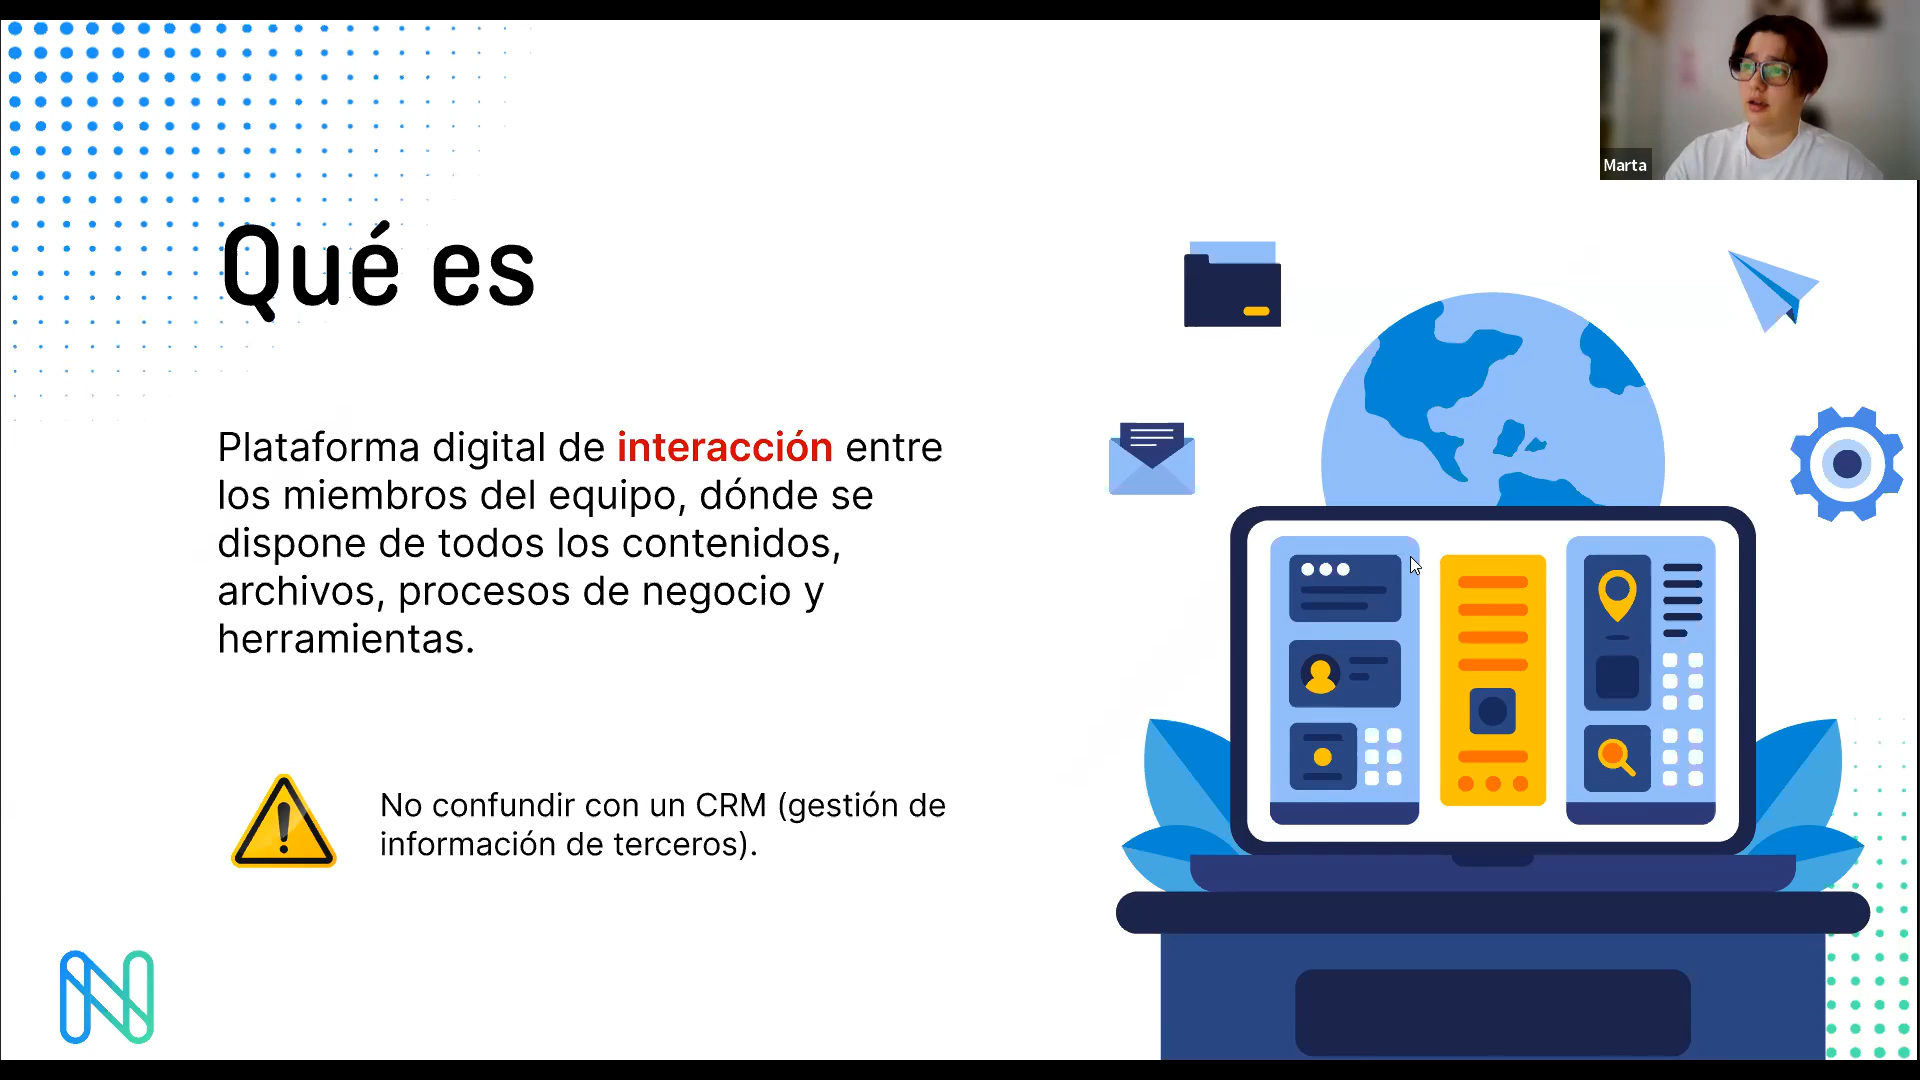 Marta
Qué es
Plataforma digital de interacción entre
los miembros del equipo, dónde se
dispone de todos los contenidos,
archivos, procesos de negocio y
herramientas.
No confundir con un CRM (gestión de
información de terceros).